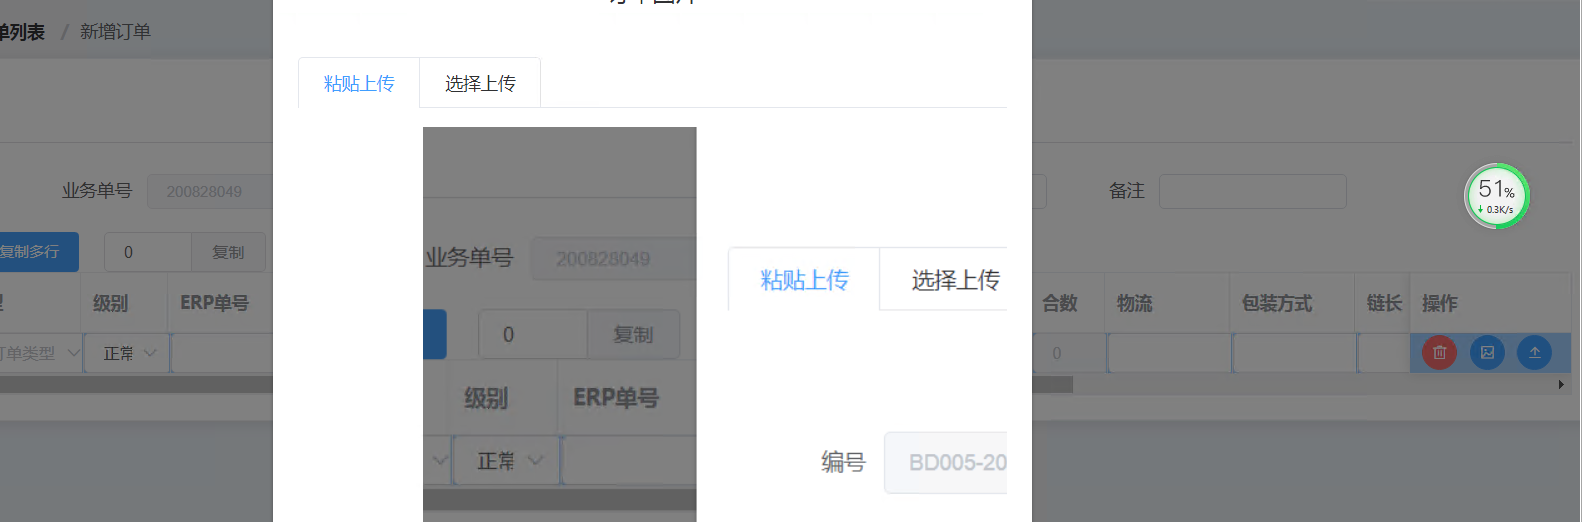 单列表 / 新增订单
粘贴上传 选择上传
业务单号 200828049
备注
51%
0.3K/s
复制多行 0 复制
级别 ERP单号
合数 物流 包装方式 链长 操作
订单类型 正常
0
业务单号 200828049
粘贴上传 选择上传
0 复制
级别 ERP单号
正常
编号 BD005-20